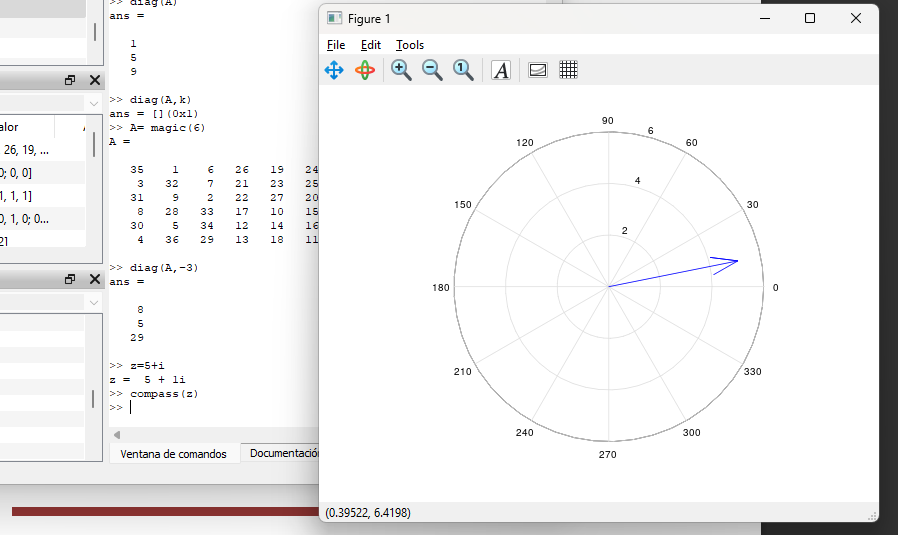 >> diag(A)
ans =
1
5
9
>> diag(A,k)
ans = [](0x1)
>> A= magic(6)
A =
35 1 6 26 19 24
3 32 7 21 23 25
31 9 2 22 27 20
8 28 33 17 10 15
30 5 34 12 14 16
4 36 29 13 18 11
>> diag(A,-3)
ans =
8
5
29
>> z=5+i
z = 5 + 1i
>> compass(z)
>>
Ventana de comandos
Documentació
alor
26, 19, ...
0; 0, 0]
1, 1, 1]
0, 1, 0; 0...
2]
Figure 1
File Edit Tools
A
90
120 6 60
4
150 30
2
180 0
210 330
240 300
270
(0.39522, 6.4198)